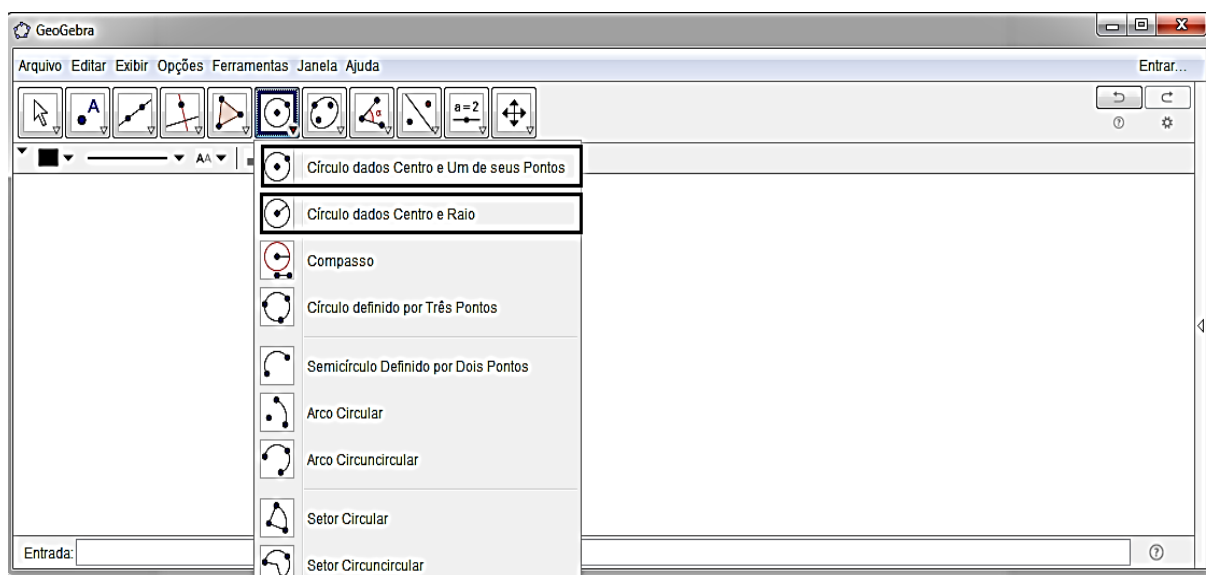 GeoGebra
Arquivo Editar Exibir Opções Ferramentas Janela Ajuda Entrar...
A α a=2
AA
Círculo dados Centro e Um de seus Pontos
Círculo dados Centro e Raio
Compasso
Círculo definido por Três Pontos
Semicírculo Definido por Dois Pontos
Arco Circular
Arco Circuncircular
Setor Circular
Entrada:
Setor Circuncircular